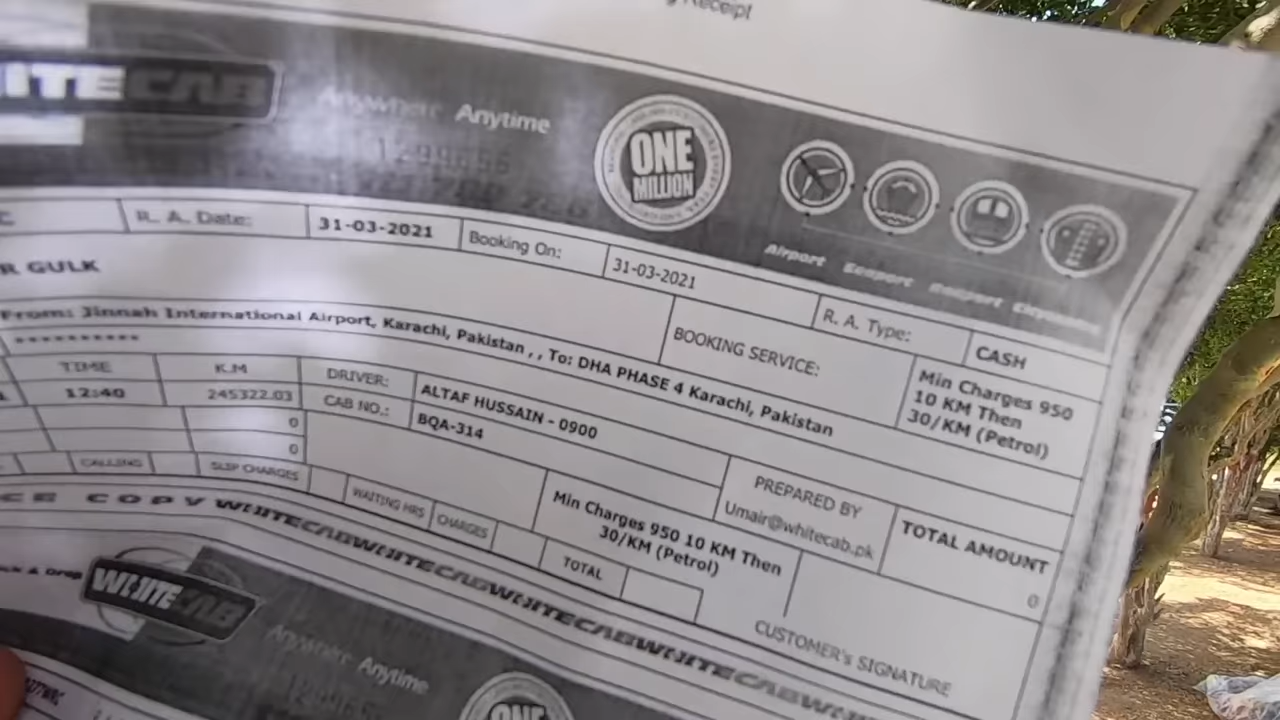 Receipt
WHITECAB Anywhere Anytime
ONE
MILLION
Airport Seaport
R. A. Date: 31-03-2021 Booking On: 31-03-2021 R. A. Type: CASH
R GULK
From: Jinnah International Airport, Karachi, Pakistan , , To: DHA PHASE 4 Karachi, Pakistan
BOOKING SERVICE: Min Charges 950
10 KM Then
30/KM (Petrol)
**********
TIME K.M DRIVER: ALTAF HUSSAIN - 0900
12:40 245322.03 CAB NO.: BQA-314
0
0
PREPARED BY
Umair@whitecab.pk
TOTAL AMOUNT
0
CALLING SLIP CHARGES WAITING HRS CHARGES
Min Charges 950 10 KM Then
30/KM (Petrol)
TOTAL
CUSTOMER's SIGNATURE
CE COPY WHITECABWHITECABWHITECABWHITECABWHITECABW
WHITECAB Anywhere Anytime
ONE